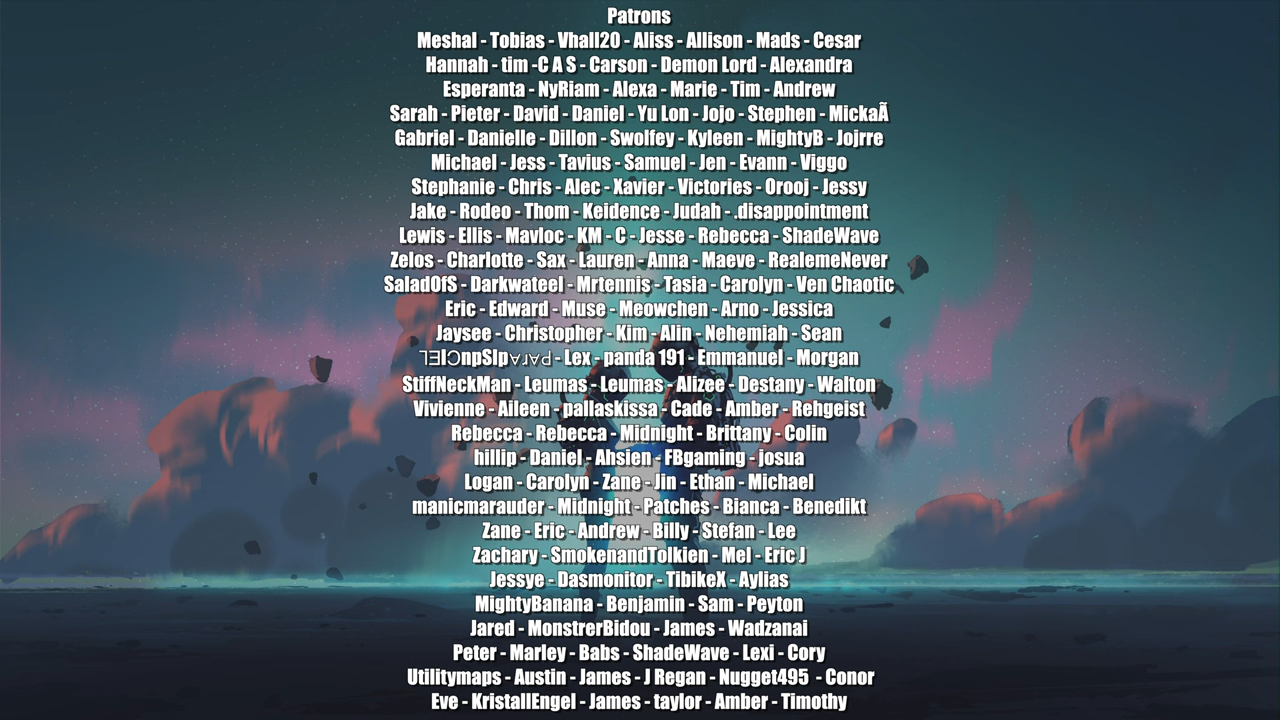 Patrons
Meshal - Tobias - Vhall20 - Aliss - Allison - Mads - Cesar
Hannah - tim -C A S - Carson - Demon Lord - Alexandra
Esperanta - NyRiam - Alexa - Marie - Tim - Andrew
Sarah - Pieter - David - Daniel - Yu Lon - Jojo - Stephen - MickaÃ
Gabriel - Danielle - Dillon - Swolfey - Kyleen - MightyB - Jojrre
Michael - Jess - Tavius - Samuel - Jen - Evann - Viggo
Stephanie - Chris - Alec - Xavier - Victories - Orooj - Jessy
Jake - Rodeo - Thom - Keidence - Judah - .disappointment
Lewis - Ellis - Mavloc - KM - C - Jesse - Rebecca - ShadeWave
Zelos - Charlotte - Sax - Lauren - Anna - Maeve - RealemeNever
SaladOfS - Darkwateel - Mrtennis - Tasia - Carolyn - Ven Chaotic
Eric - Edward - Muse - Meowchen - Arno - Jessica
Jaysee - Christopher - Kim - Alin - Nehemiah - Sean
- Lex - panda 191 - Emmanuel - Morgan
StiffNeckMan - Leumas - Leumas - Alizee - Destany - Walton
Vivienne - Aileen - pallaskissa - Cade - Amber - Rehgeist
Rebecca - Rebecca - Midnight - Brittany - Colin
hillip - Daniel - Ahsien - FBgaming - josua
Logan - Carolyn - Zane - Jin - Ethan - Michael
manicmarauder - Midnight - Patches - Bianca - Benedikt
Zane - Eric - Andrew - Billy - Stefan - Lee
Zachary - SmokenandTolkien - Mel - Eric J
Jessye - Dasmonitor - TibikeX - Aylias
MightyBanana - Benjamin - Sam - Peyton
Jared - MonstrerBidou - James - Wadzanai
Peter - Marley - Babs - ShadeWave - Lexi - Cory
Utilitymaps - Austin - James - J Regan - Nugget495 - Conor
Eve - KristallEngel - James - taylor - Amber - Timothy